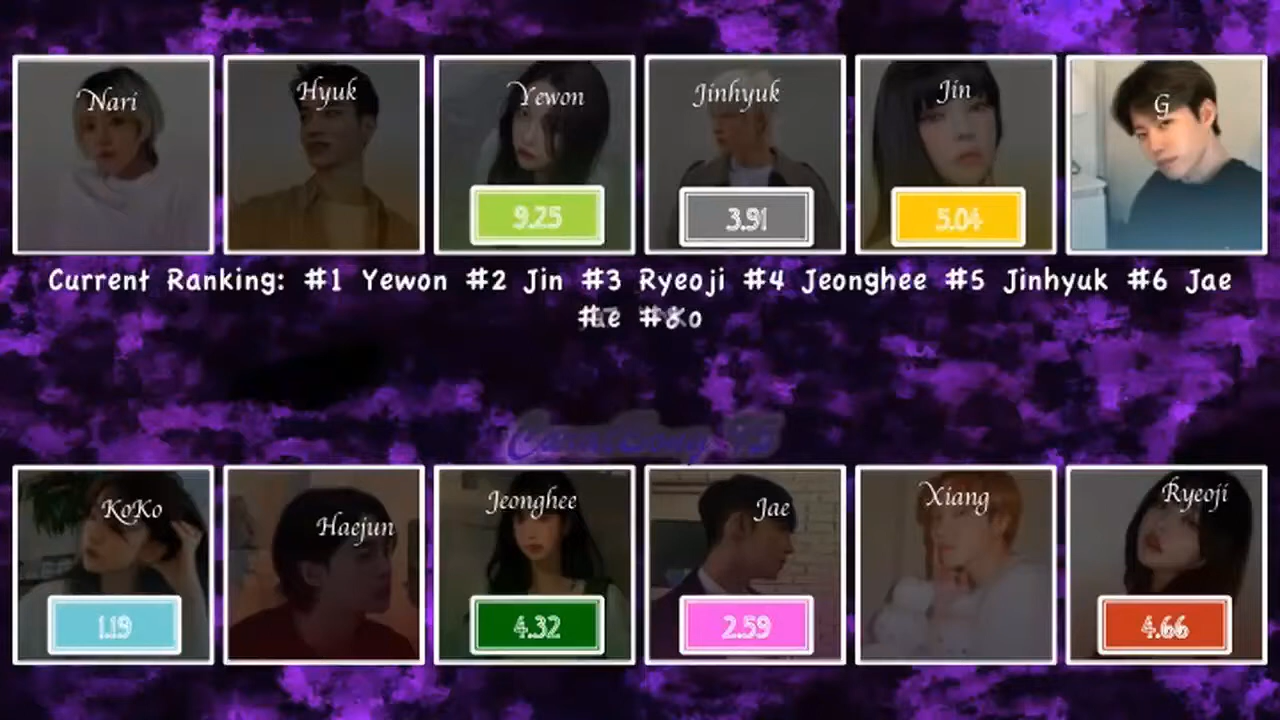 Nari
Hyuk
Yewon
Jinhyuk
Jin
G
9.25
3.91
5.04
Current Ranking: #1 Yewon #2 Jin #3 Ryeoji #4 Jeonghee #5 Jinhyuk #6 Jae
KoKo
Haejun
Jeonghee
Jae
Xiang
Ryeoji
1.19
4.32
2.59
4.66